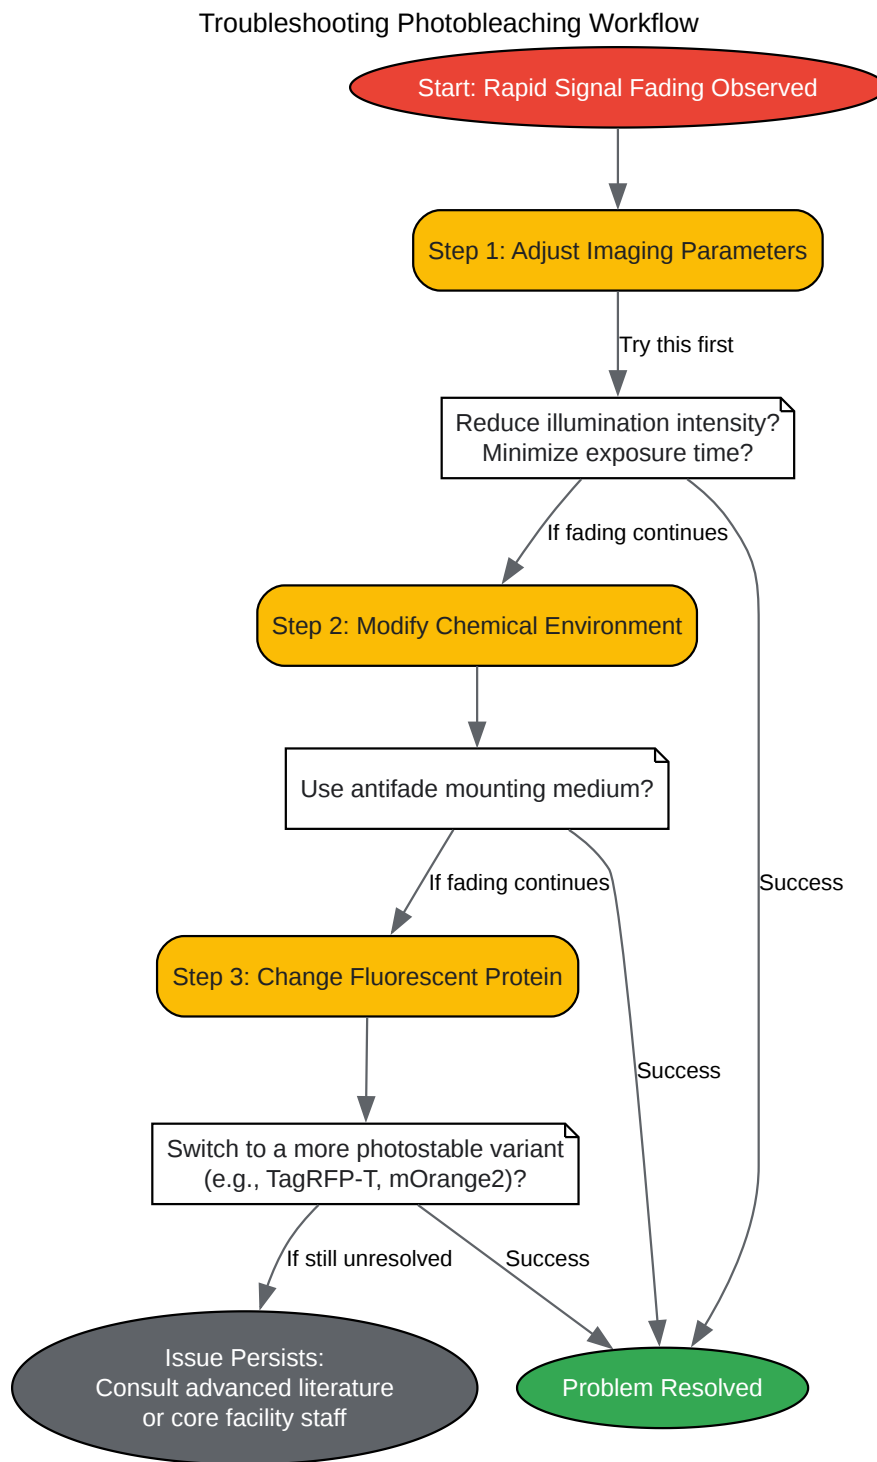 Troubleshooting Photobleaching Workflow
Start: Rapid Signal Fading Observed
Step 1: Adjust Imaging Parameters
Try this first
Reduce illumination intensity?
Minimize exposure time?
If fading continues
Step 2: Modify Chemical Environment
Use antifade mounting medium?
If fading continues
Success
Step 3: Change Fluorescent Protein
Success
Switch to a more photostable variant
(e.g., TagRFP-T, mOrange2)?
If still unresolved
Success
Issue Persists:
Consult advanced literature
or core facility staff
Problem Resolved